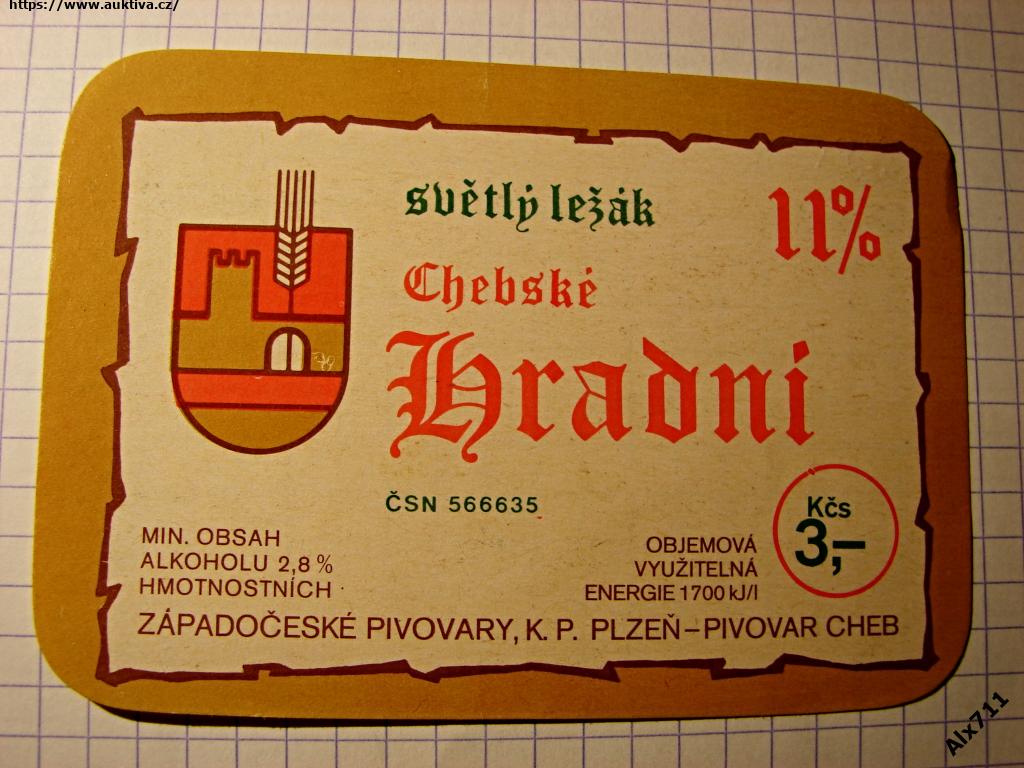 https://www.auktiva.cz/
světlý ležák
11%
Chebské
Hradní
ČSN 566635
MIN. OBSAH
ALKOHOLU 2,8 %
HMOTNOSTNÍCH
OBJEMOVÁ
VYUŽITELNÁ
ENERGIE 1700 kJ/l
Kčs
3,–
ZÁPADOČESKÉ PIVOVARY, K. P. PLZEŇ – PIVOVAR CHEB
Alx711